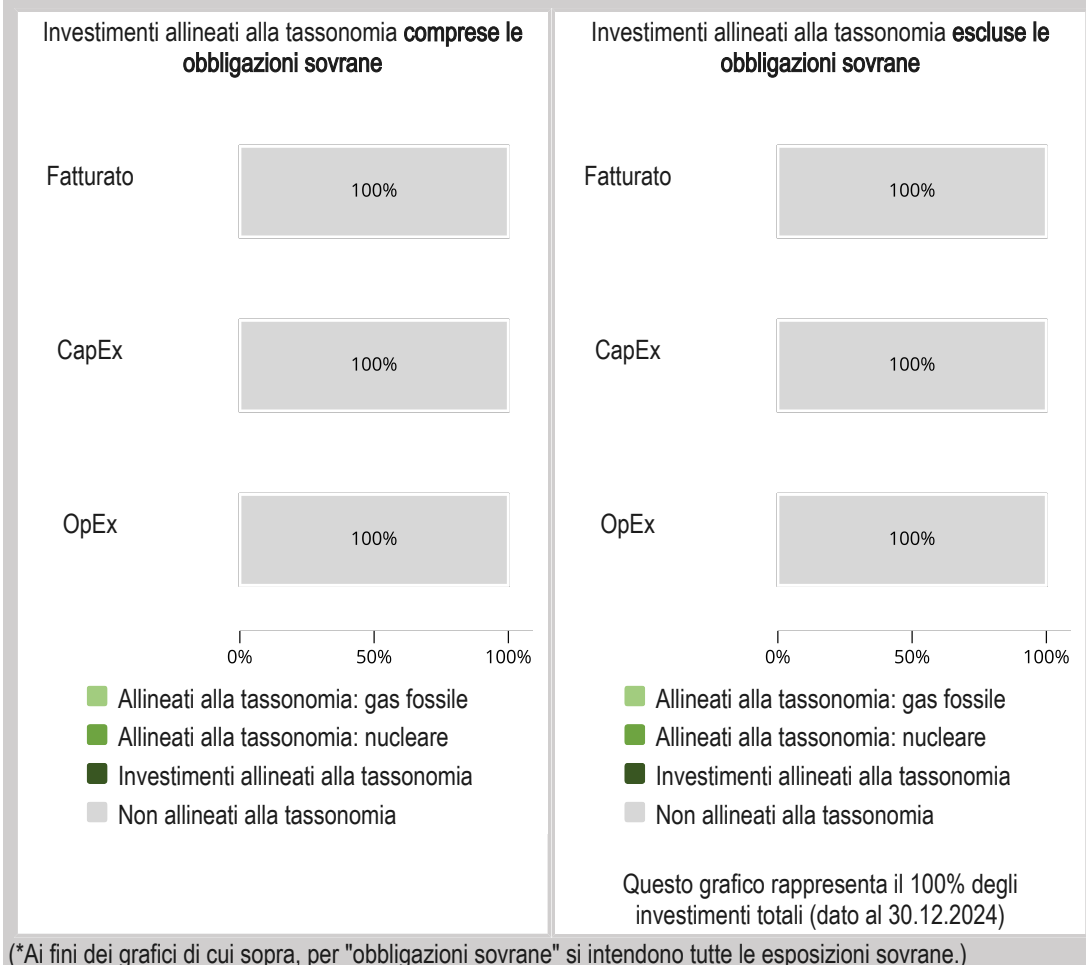 Investimenti allineati alla tassonomia comprese le
obbligazioni sovrane
Fatturato
100%
CapEx
100%
OpEx
100%
0% 50% 100%
Allineati alla tassonomia: gas fossile
Allineati alla tassonomia: nucleare
Investimenti allineati alla tassonomia
Non allineati alla tassonomia
Investimenti allineati alla tassonomia escluse le
obbligazioni sovrane
Fatturato
100%
CapEx
100%
OpEx
100%
0% 50% 100%
Allineati alla tassonomia: gas fossile
Allineati alla tassonomia: nucleare
Investimenti allineati alla tassonomia
Non allineati alla tassonomia
Questo grafico rappresenta il 100% degli
investimenti totali (dato al 30.12.2024)
(*Ai fini dei grafici di cui sopra, per "obbligazioni sovrane" si intendono tutte le esposizioni sovrane.)